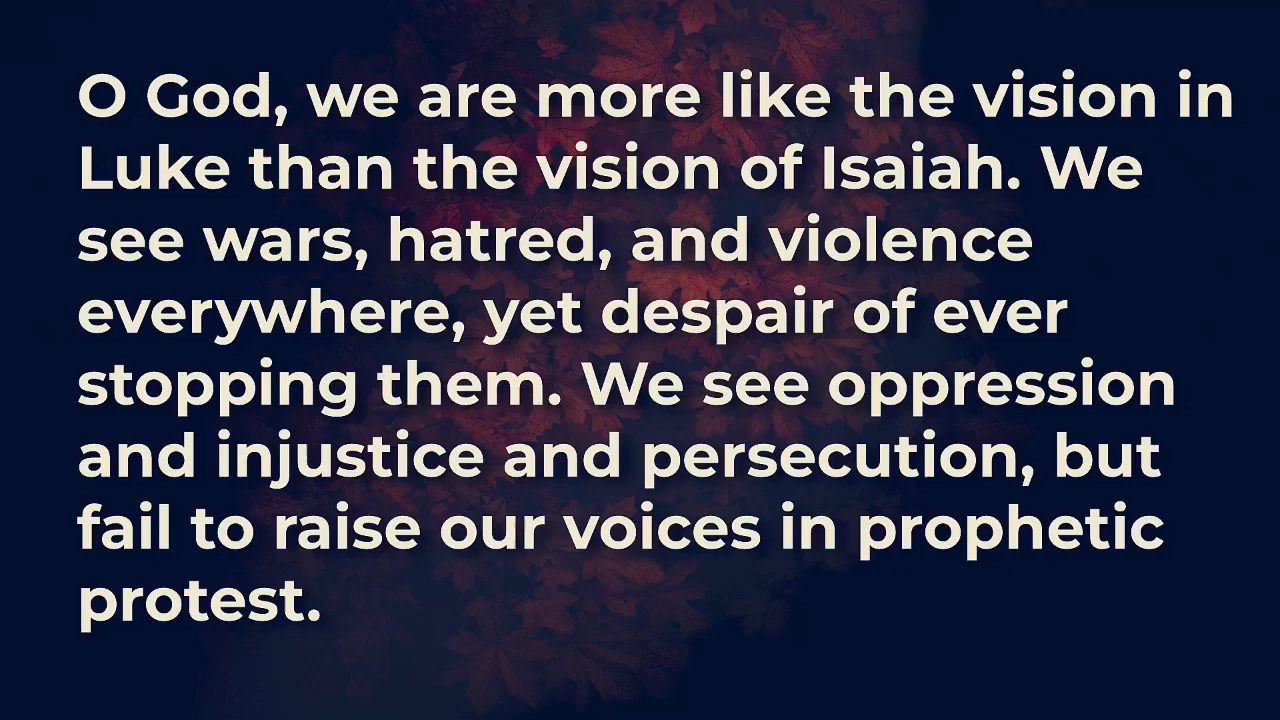 O God, we are more like the vision in
Luke than the vision of Isaiah. We
see wars, hatred, and violence
everywhere, yet despair of ever
stopping them. We see oppression
and injustice and persecution, but
fail to raise our voices in prophetic
protest.